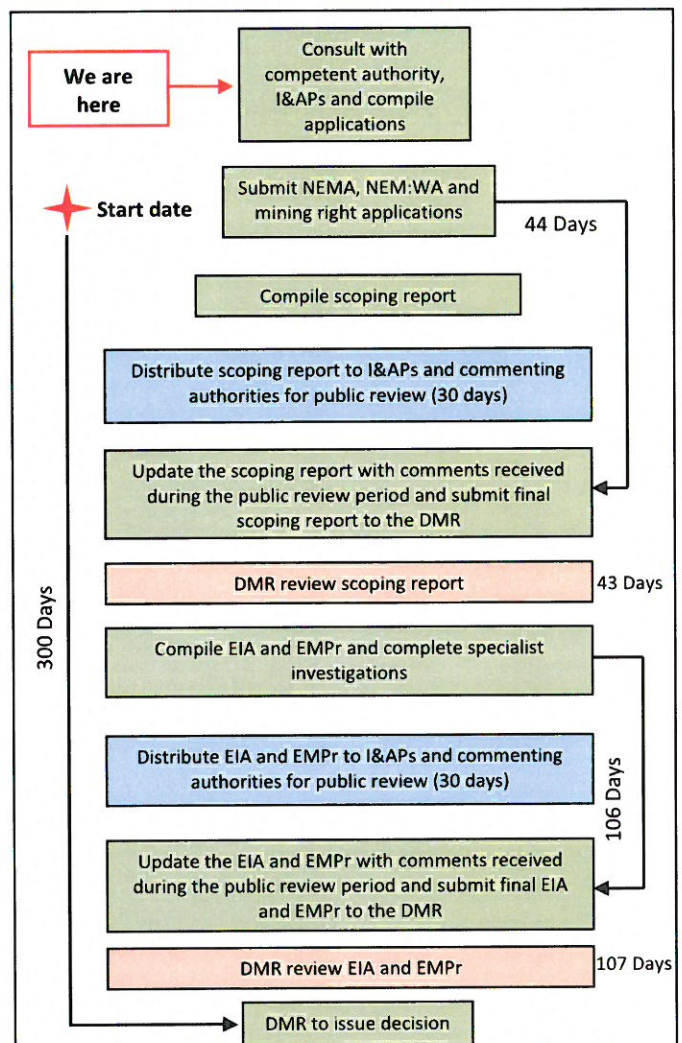 We are
here
Consult with
competent authority,
I&APs and compile
applications
Start date
Submit NEMA, NEM:WA and
mining right applications
44 Days
Compile scoping report
Distribute scoping report to I&APs and commenting
authorities for public review (30 days)
Update the scoping report with comments received
during the public review period and submit final
scoping report to the DMR
DMR review scoping report
43 Days
300 Days
Compile EIA and EMPr and complete specialist
investigations
Distribute EIA and EMPr to I&APs and commenting
authorities for public review (30 days)
106 Days
Update the EIA and EMPr with comments received
during the public review period and submit final EIA
and EMPr to the DMR
DMR review EIA and EMPr
107 Days
DMR to issue decision